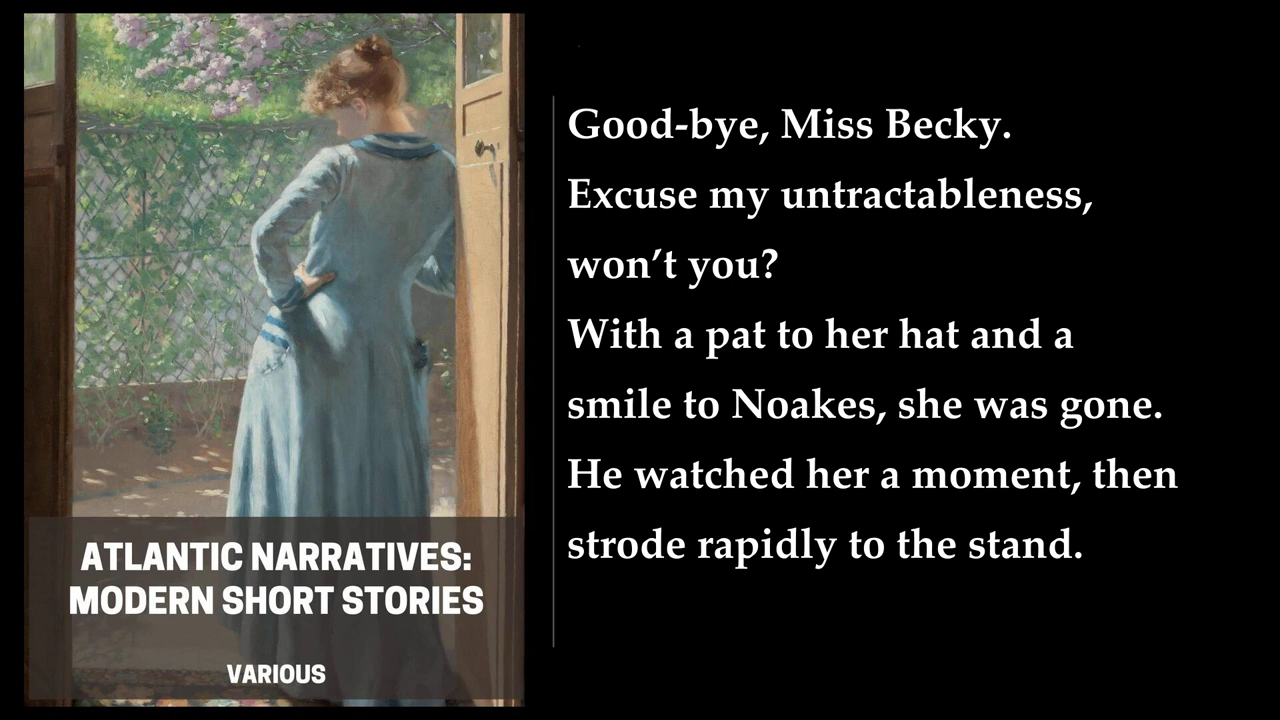 Good-bye, Miss Becky.
Excuse my untractableness,
won’t you?
With a pat to her hat and a
smile to Noakes, she was gone.
He watched her a moment, then
strode rapidly to the stand.
ATLANTIC NARRATIVES:
MODERN SHORT STORIES
VARIOUS